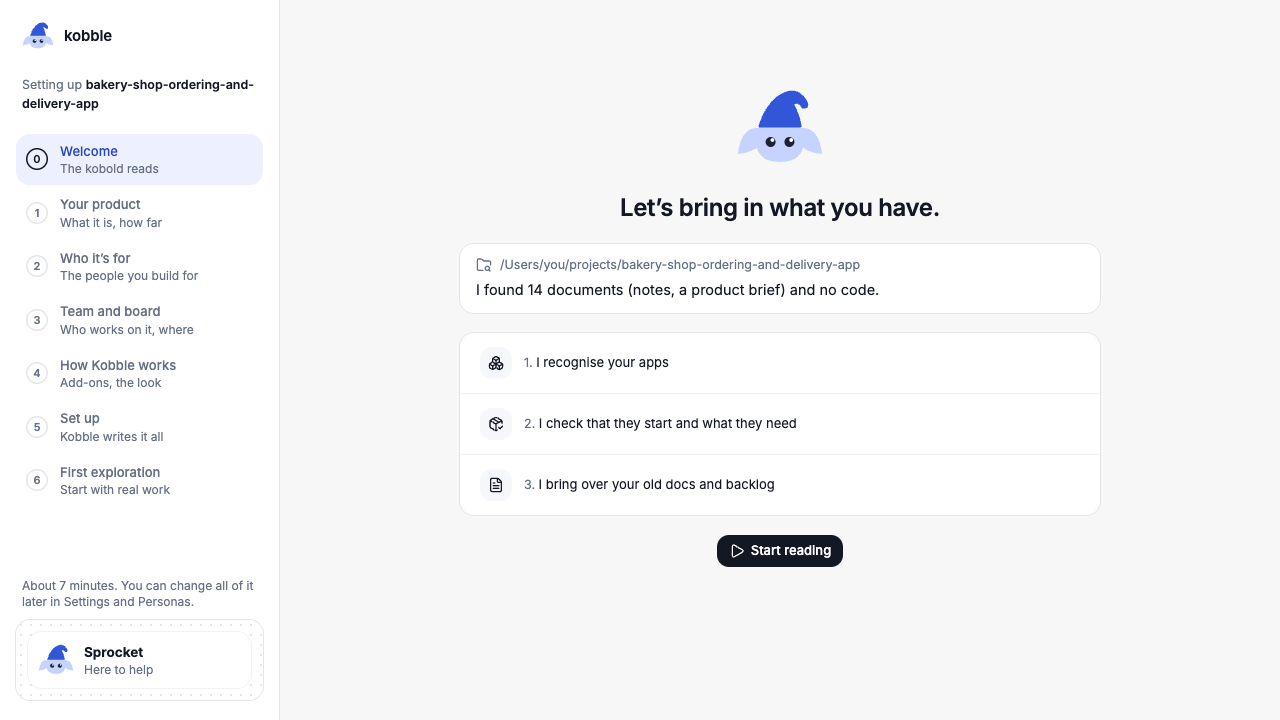 kobble
Setting up bakery-shop-ordering-and-
delivery-app
0
Welcome
The kobold reads
1
Your product
What it is, how far
2
Who it's for
The people you build for
3
Team and board
Who works on it, where
4
How Kobble works
Add-ons, the look
5
Set up
Kobble writes it all
6
First exploration
Start with real work
About 7 minutes. You can change all of it
later in Settings and Personas.
Sprocket
Here to help
Let’s bring in what you have.
/Users/you/projects/bakery-shop-ordering-and-delivery-app
I found 14 documents (notes, a product brief) and no code.
1. I recognise your apps
2. I check that they start and what they need
3. I bring over your old docs and backlog
Start reading